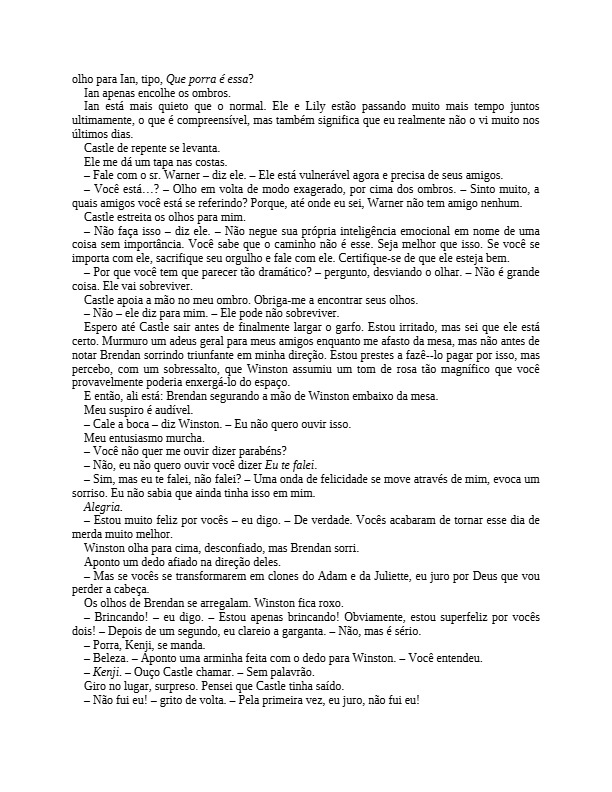 olho para Ian, tipo, Que porra é essa?
Ian apenas encolhe os ombros.
Ian está mais quieto que o normal. Ele e Lily estão passando muito mais tempo juntos
ultimamente, o que é compreensível, mas também significa que eu realmente não o vi muito nos
últimos dias.
Castle de repente se levanta.
Ele me dá um tapa nas costas.
– Fale com o sr. Warner – diz ele. – Ele está vulnerável agora e precisa de seus amigos.
– Você está…? – Olho em volta de modo exagerado, por cima dos ombros. – Sinto muito, a
quais amigos você está se referindo? Porque, até onde eu sei, Warner não tem amigo nenhum.
Castle estreita os olhos para mim.
– Não faça isso – diz ele. – Não negue sua própria inteligência emocional em nome de uma
coisa sem importância. Você sabe que o caminho não é esse. Seja melhor que isso. Se você se
importa com ele, sacrifique seu orgulho e fale com ele. Certifique-se de que ele esteja bem.
– Por que você tem que parecer tão dramático? – pergunto, desviando o olhar. – Não é grande
coisa. Ele vai sobreviver.
Castle apoia a mão no meu ombro. Obriga-me a encontrar seus olhos.
– Não – ele diz para mim. – Ele pode não sobreviver.
Espero até Castle sair antes de finalmente largar o garfo. Estou irritado, mas sei que ele está
certo. Murmuro um adeus geral para meus amigos enquanto me afasto da mesa, mas não antes de
notar Brendan sorrindo triunfante em minha direção. Estou prestes a fazê--lo pagar por isso, mas
percebo, com um sobressalto, que Winston assumiu um tom de rosa tão magnífico que você
provavelmente poderia enxergá-lo do espaço.
E então, ali está: Brendan segurando a mão de Winston embaixo da mesa.
Meu suspiro é audível.
– Cale a boca – diz Winston. – Eu não quero ouvir isso.
Meu entusiasmo murcha.
– Você não quer me ouvir dizer parabéns?
– Não, eu não quero ouvir você dizer Eu te falei.
– Sim, mas eu te falei, não falei? – Uma onda de felicidade se move através de mim, evoca um
sorriso. Eu não sabia que ainda tinha isso em mim.
Alegria.
– Estou muito feliz por vocês – eu digo. – De verdade. Vocês acabaram de tornar esse dia de
merda muito melhor.
Winston olha para cima, desconfiado, mas Brendan sorri.
Aponto um dedo afiado na direção deles.
– Mas se vocês se transformarem em clones do Adam e da Juliette, eu juro por Deus que vou
perder a cabeça.
Os olhos de Brendan se arregalam. Winston fica roxo.
– Brincando! – eu digo. – Estou apenas brincando! Obviamente, estou superfeliz por vocês
dois! – Depois de um segundo, eu clareio a garganta. – Não, mas é sério.
– Porra, Kenji, se manda.
– Beleza. – Aponto uma arminha feita com o dedo para Winston. – Você entendeu.
– Kenji. – Ouço Castle chamar. – Sem palavrão.
Giro no lugar, surpreso. Pensei que Castle tinha saído.
– Não fui eu! – grito de volta. – Pela primeira vez, eu juro, não fui eu!